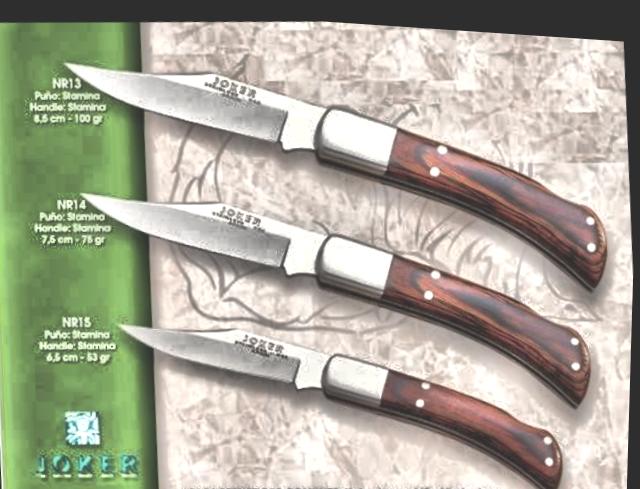 NR13
Puño: Stamina
Handle: Stamina
8,5 cm - 100 gr
JOKER
NR14
Puño: Stamina
Handle: Stamina
7,5 cm - 75 gr
JOKER
NR15
Puño: Stamina
Handle: Stamina
6,5 cm - 53 gr
JOKER
JOKER